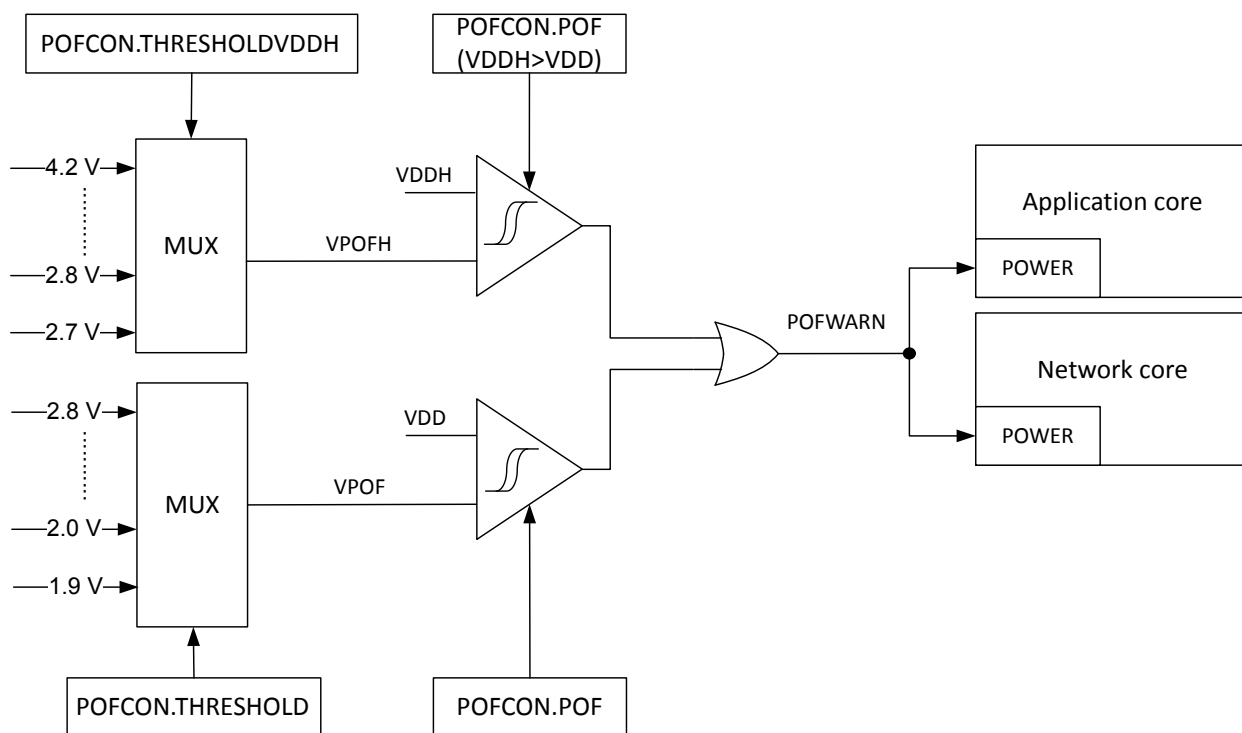 POFCON.THRESHOLDVDDH
POFCON.POF
(VDDH>VDD)
4.2 V
2.8 V
2.7 V
MUX
VDDH
VPOFH
Application core
POWER
POFWARN
Network core
POWER
2.8 V
2.0 V
1.9 V
MUX
VDD
VPOF
POFCON.THRESHOLD
POFCON.POF